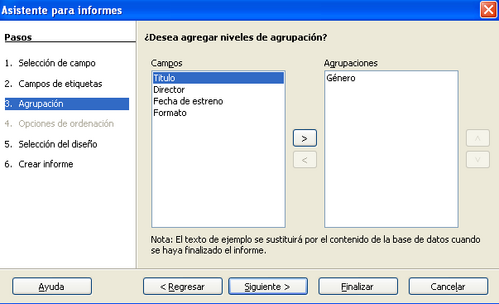 Asistente para informes
Pasos
1. Selección de campo
2. Campos de etiquetas
3. Agrupación
4. Opciones de ordenación
5. Selección del diseño
6. Crear informe
¿Desea agregar niveles de agrupación?
Campos
Título
Director
Fecha de estreno
Formato
>
<
Agrupaciones
Género
^
v
Nota: El texto de ejemplo se sustituirá por el contenido de la base de datos cuando
se haya finalizado el informe.
Ayuda
< Regresar
Siguiente >
Finalizar
Cancelar